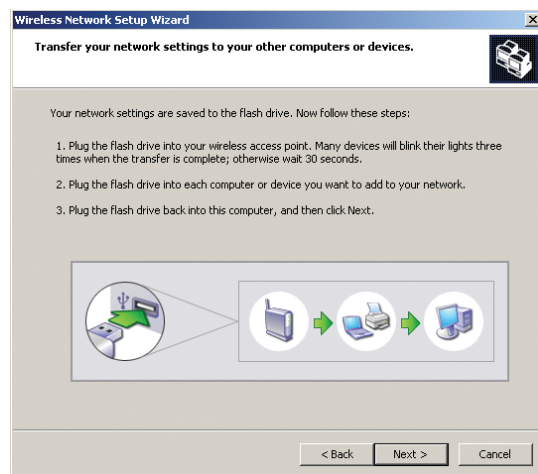 Wireless Network Setup Wizard
Transfer your network settings to your other computers or devices.
Your network settings are saved to the flash drive. Now follow these steps:
1. Plug the flash drive into your wireless access point. Many devices will blink their lights three
times when the transfer is complete; otherwise wait 30 seconds.
2. Plug the flash drive into each computer or device you want to add to your network.
3. Plug the flash drive back into this computer, and then click Next.
< Back Next > Cancel